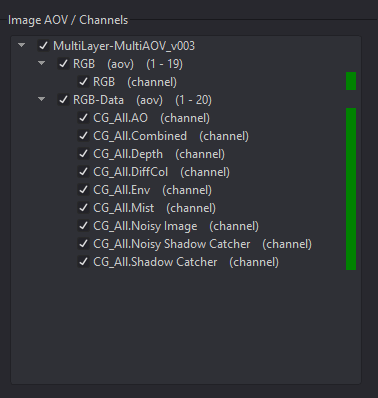 Image AOV / Channels
MultiLayer-MultiAOV_v003
RGB (aov) (1 - 19)
RGB (channel)
RGB-Data (aov) (1 - 20)
CG_All.AO (channel)
CG_All.Combined (channel)
CG_All.Depth (channel)
CG_All.DiffCol (channel)
CG_All.Env (channel)
CG_All.Mist (channel)
CG_All.Noisy Image (channel)
CG_All.Noisy Shadow Catcher (channel)
CG_All.Shadow Catcher (channel)